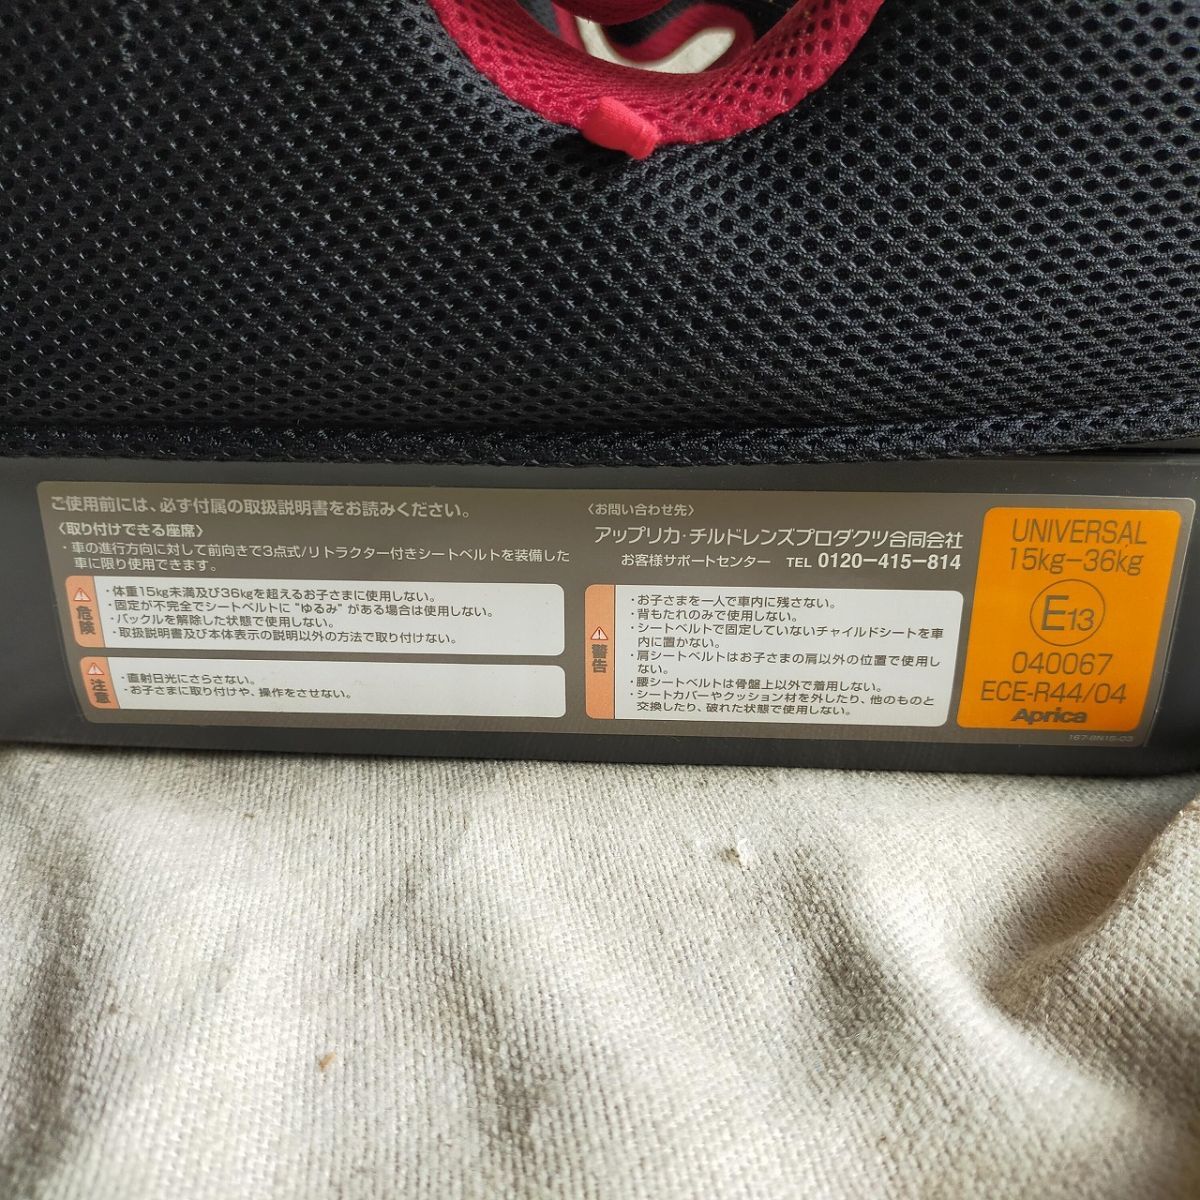 ご使用前には、必ず付属の取扱説明書をお読みください。
〈取り付けできる座席〉
・車の進行方向に対して前向きで3点式/リトラクター付きシートベルトを装備した
車に限り使用できます。
危険
・体重15kg未満及び36kgを超えるお子さまに使用しない。
・固定が不完全でシートベルトに"ゆるみ"がある場合は使用しない。
・バックルを解除した状態で使用しない。
・取扱説明書及び本体表示の説明以外の方法で取り付けない。
注意
・直射日光にさらさない。
・お子さまに取り付けや、操作をさせない。
〈お問い合わせ先〉
アップリカ・チルドレンズプロダクツ合同会社
お客様サポートセンター TEL 0120-415-814
警告
・お子さまを一人で車内に残さない。
・背もたれのみで使用しない。
・シートベルトで固定していないチャイルドシートを車
内に置かない。
・肩シートベルトはお子さまの肩以外の位置で使用し
ない。
・腰シートベルトは骨盤上以外で着用しない。
・シートカバーやクッション材を外したり、他のものと
交換したり、破れた状態で使用しない。
UNIVERSAL
15kg-36kg
E13
040067
ECE-R44/04
Aprica
167-8N15-03